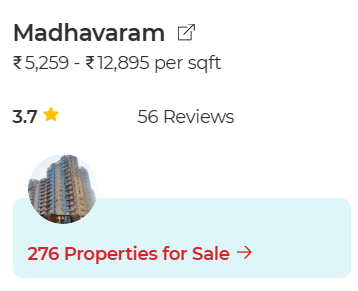 Madhavaram
₹5,259 - ₹12,895 per sqft
3.7 56 Reviews
276 Properties for Sale